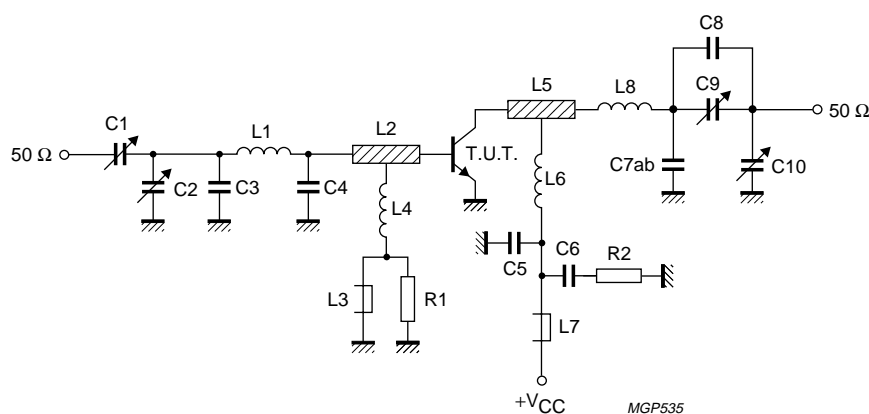 C8
L5
L8
C9
50 Ω
C1
L1
L2
T.U.T.
50 Ω
C7ab
C10
C2
C3
C4
L4
L6
C5
C6
R2
L3
R1
L7
+VCC
MGP535